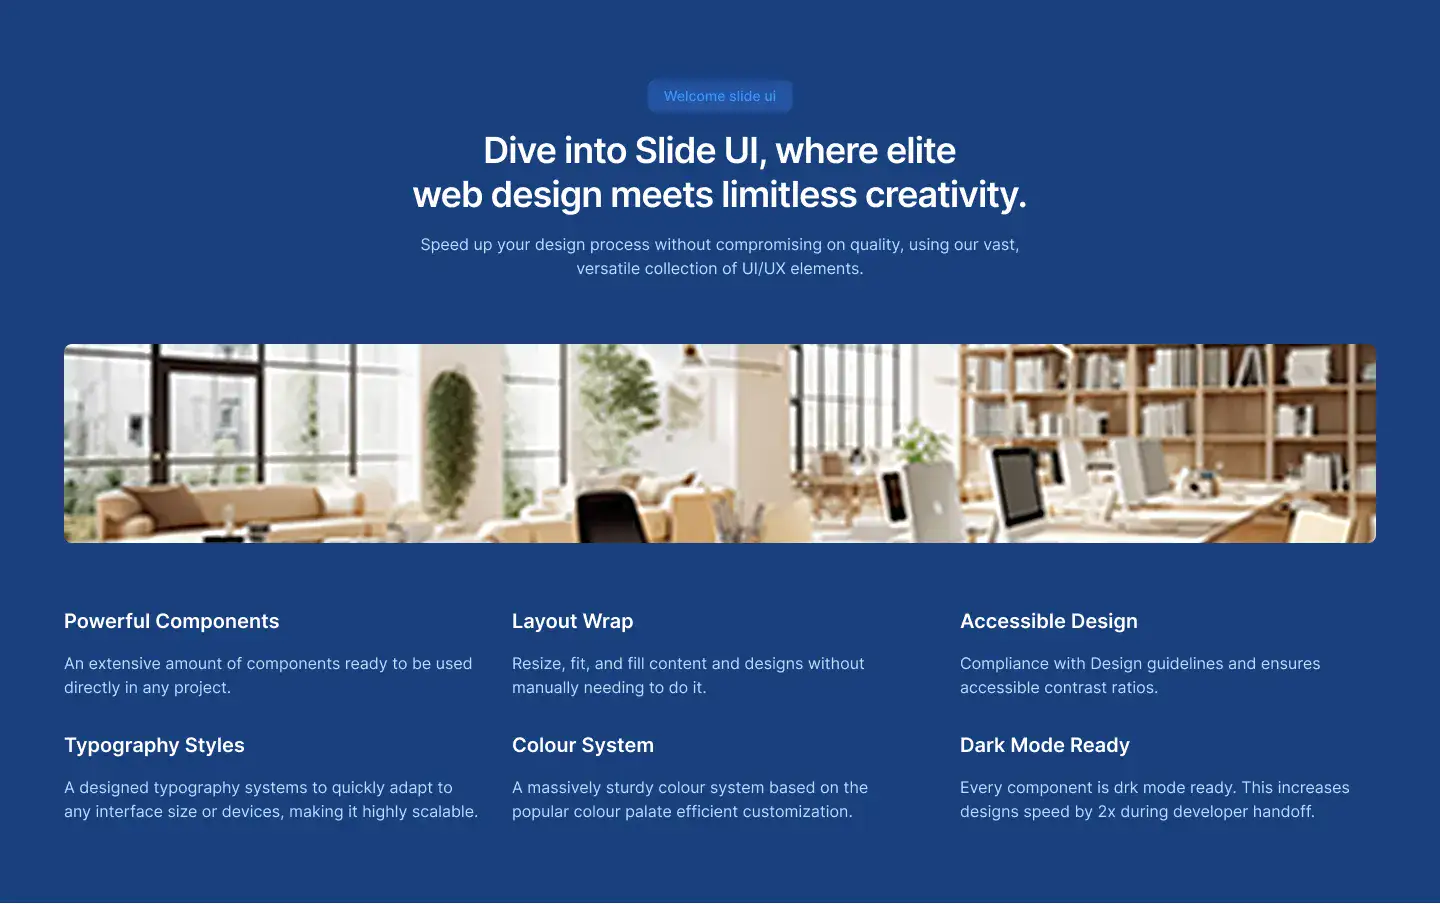 Welcome slide ui
Dive into Slide UI, where elite
web design meets limitless creativity.
Speed up your design process without compromising on quality, using our vast,
versatile collection of UI/UX elements.
Powerful Components
An extensive amount of components ready to be used
directly in any project.
Layout Wrap
Resize, fit, and fill content and designs without
manually needing to do it.
Accessible Design
Compliance with Design guidelines and ensures
accessible contrast ratios.
Typography Styles
A designed typography systems to quickly adapt to
any interface size or devices, making it highly scalable.
Colour System
A massively sturdy colour system based on the
popular colour palate efficient customization.
Dark Mode Ready
Every component is drk mode ready. This increases
designs speed by 2x during developer handoff.